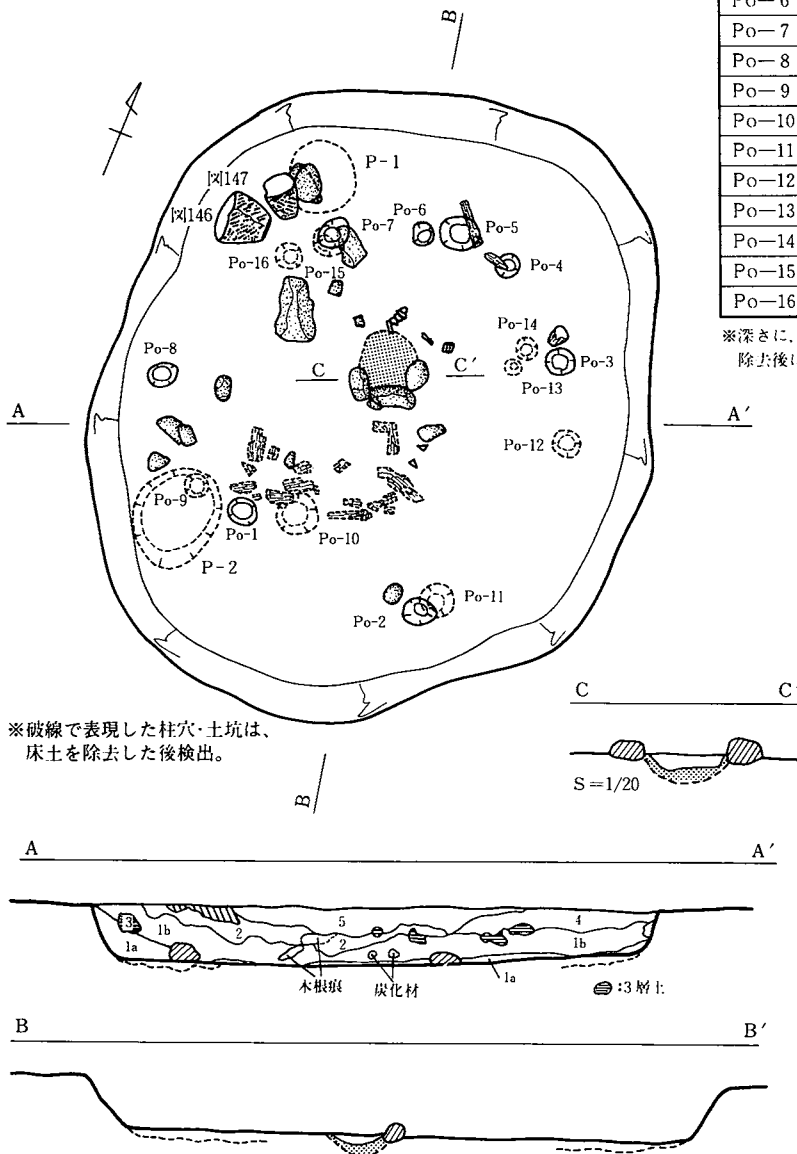 B
Po—6
Po—7
Po—8
Po—9
Po—10
Po—11
Po—12
Po—13
Po—14
Po—15
Po—16
※深さに、
除去後に
P-1
図147
図146
Po-7
Po-6
Po-5
Po-16
Po-15
Po-4
Po-14
Po-3
Po-13
Po-8
C
C′
A
A′
Po-12
Po-9
Po-1
Po-10
P-2
Po-11
Po-2
※破線で表現した柱穴・土坑は、
床土を除去した後検出。
B
C
C
S=1/20
A
A′
3
1b
2
5
4
1a
2
1b
木根痕
炭化材
1a
:3層土
B
B′